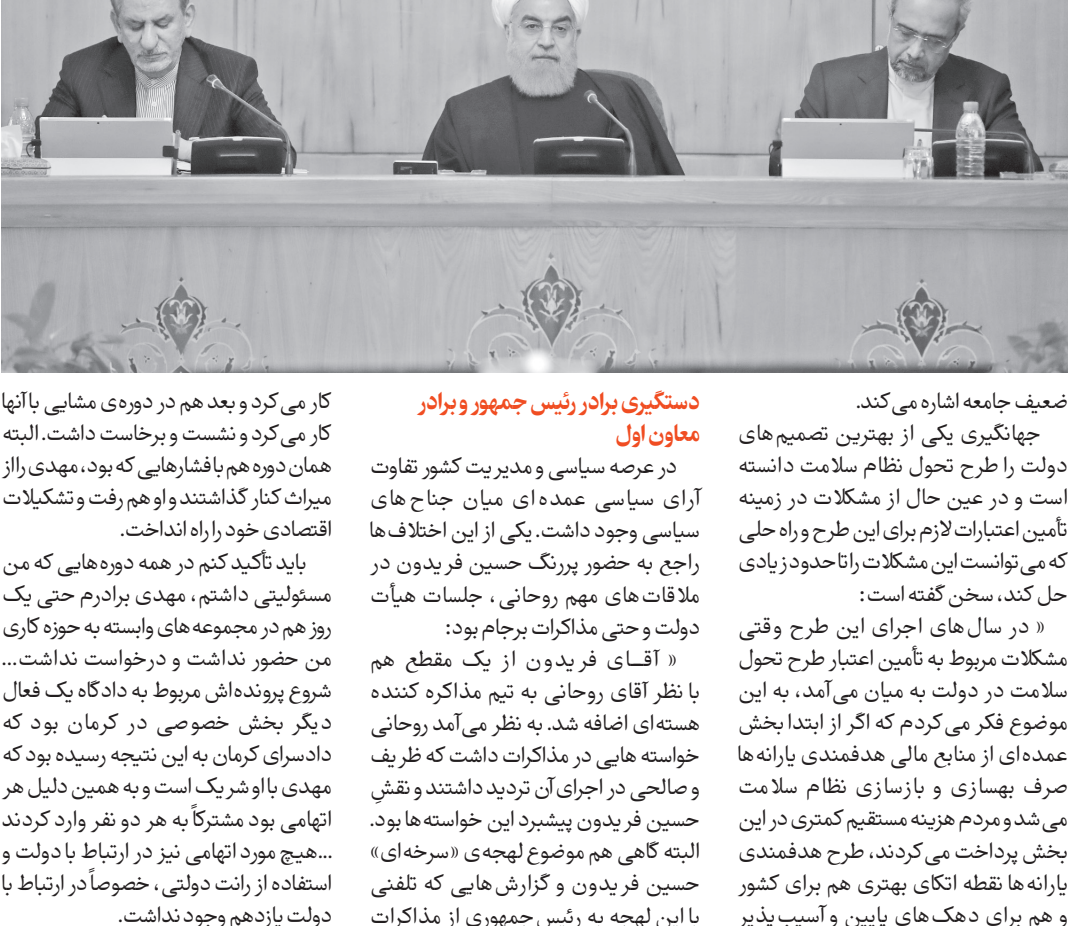 ضعیف جامعه اشاره می‌کند.
جهانگیری یکی از بهترین تصمیم‌های
دولت را طرح تحول نظام سلامت دانسته
است و در عین حال از مشکلات در زمینه
تأمین اعتبارات لازم برای این طرح و راه حلی
که می‌توانست این مشکلات را تا حدود زیادی
حل کند، سخن گفته است:
« در سال‌های اجرای این طرح وقتی
مشکلات مربوط به تأمین اعتبار طرح تحول
سلامت در دولت به میان می‌آمد، به این
موضوع فکر می‌کردم که اگر از ابتدا بخش
عمده‌ای از منابع مالی هدفمندی یارانه‌ها
صرف بهسازی و بازسازی نظام سلامت
می‌شد و مردم هزینه مستقیم کمتری در این
بخش پرداخت می‌کردند، طرح هدفمندی
یارانه‌ها نقطه اتکای بهتری هم برای کشور
و هم برای دهک‌های پایین و آسیب‌پذیر
دستگیری برادر رئیس جمهور و برادر
معاون اول
در عرصه سیاسی و مدیریت کشور تفاوت
آرای سیاسی عمده‌ای میان جناح‌های
سیاسی وجود داشت. یکی از این اختلاف‌ها
راجع به حضور پررنگ حسین فریدون در
ملاقات‌های مهم روحانی، جلسات هیأت
دولت و حتی مذاکرات برجام بود:
« آقای فریدون از یک مقطع هم
با نظر آقای روحانی به تیم مذاکره کننده
هسته‌ای اضافه شد. به نظر می‌آمد روحانی
خواسته هایی در مذاکرات داشت که ظریف
و صالحی در اجرای آن تردید داشتند و نقشِ
حسین فریدون پیشبرد این خواسته‌ها بود.
البته گاهی هم موضوع لهجه‌ی «سرخه‌ای»
حسین فریدون و گزارش‌هایی که تلفنی
با این لهجه به رئیس‌جمهوری از مذاکرات
کار می‌کرد و بعد هم در دوره‌ی مشایی با آنها
کار می‌کرد و نشست و برخاست داشت. البته
همان دوره هم با فشارهایی که بود، مهدی را از
میراث کنار گذاشتند و او هم رفت و تشکیلات
اقتصادی خود را راه انداخت.
باید تأکید کنم در همه دوره‌هایی که من
مسئولیتی داشتم، مهدی برادرم حتی یک
روز هم در مجموعه‌های وابسته به حوزه کاری
من حضور نداشت و درخواست نداشت...
شروع پرونده‌اش مربوط به دادگاه یک فعال
دیگر بخش خصوصی در کرمان بود که
دادسرای کرمان به این نتیجه رسیده بود که
مهدی با او شریک است و به همین دلیل هر
اتهامی بود مشترکاً به هر دو نفر وارد کردند
...هیچ مورد اتهامی نیز در ارتباط با دولت و
استفاده از رانت دولتی، خصوصاً در ارتباط با
دولت یازدهم وجود نداشت.